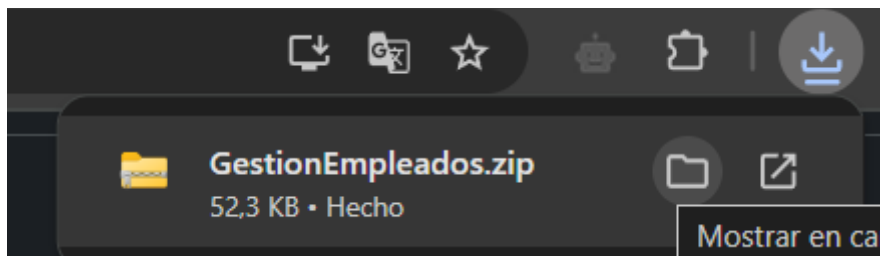 GestionEmpleados.zip
52,3 KB • Hecho
Mostrar en ca